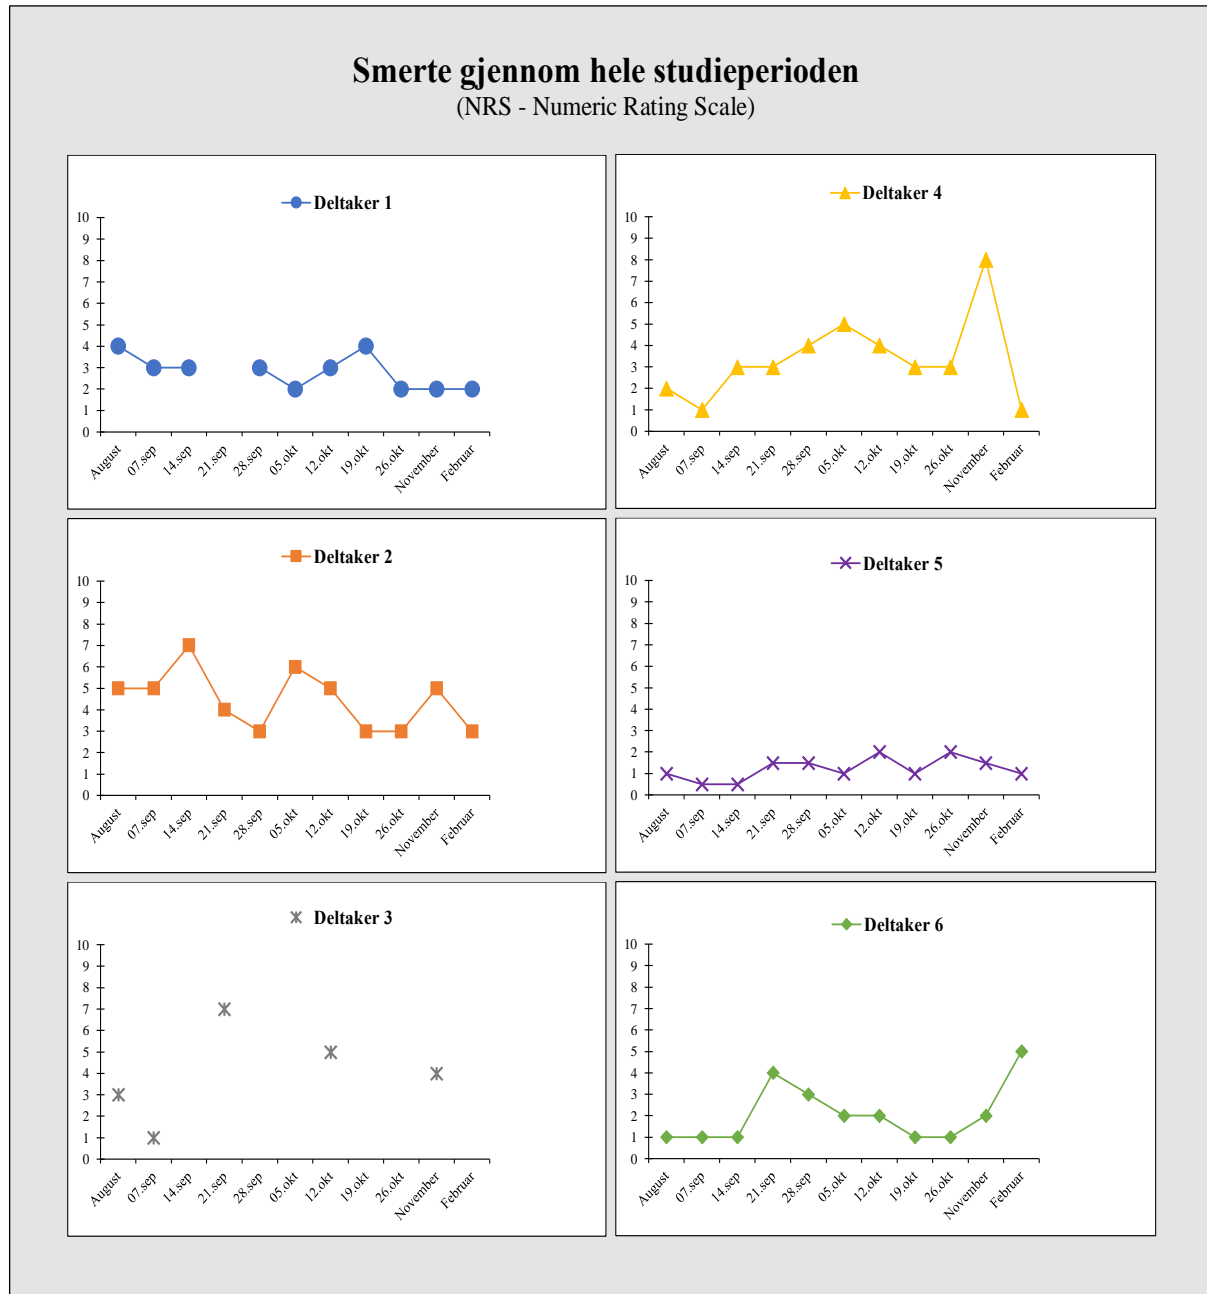 Smerte gjennom hele studieperioden
(NRS - Numeric Rating Scale)
Deltaker 1
10
9
8
7
6
5
4
3
2
1
0
August
07.sep
14.sep
21.sep
28.sep
05.okt
12.okt
19.okt
26.okt
November
Februar
Deltaker 4
10
9
8
7
6
5
4
3
2
1
0
August
07.sep
14.sep
21.sep
28.sep
05.okt
12.okt
19.okt
26.okt
November
Februar
Deltaker 2
10
9
8
7
6
5
4
3
2
1
0
August
07.sep
14.sep
21.sep
28.sep
05.okt
12.okt
19.okt
26.okt
November
Februar
Deltaker 5
10
9
8
7
6
5
4
3
2
1
0
August
07.sep
14.sep
21.sep
28.sep
05.okt
12.okt
19.okt
26.okt
November
Februar
Deltaker 3
10
9
8
7
6
5
4
3
2
1
0
August
07.sep
14.sep
21.sep
28.sep
05.okt
12.okt
19.okt
26.okt
November
Februar
Deltaker 6
10
9
8
7
6
5
4
3
2
1
0
August
07.sep
14.sep
21.sep
28.sep
05.okt
12.okt
19.okt
26.okt
November
Februar